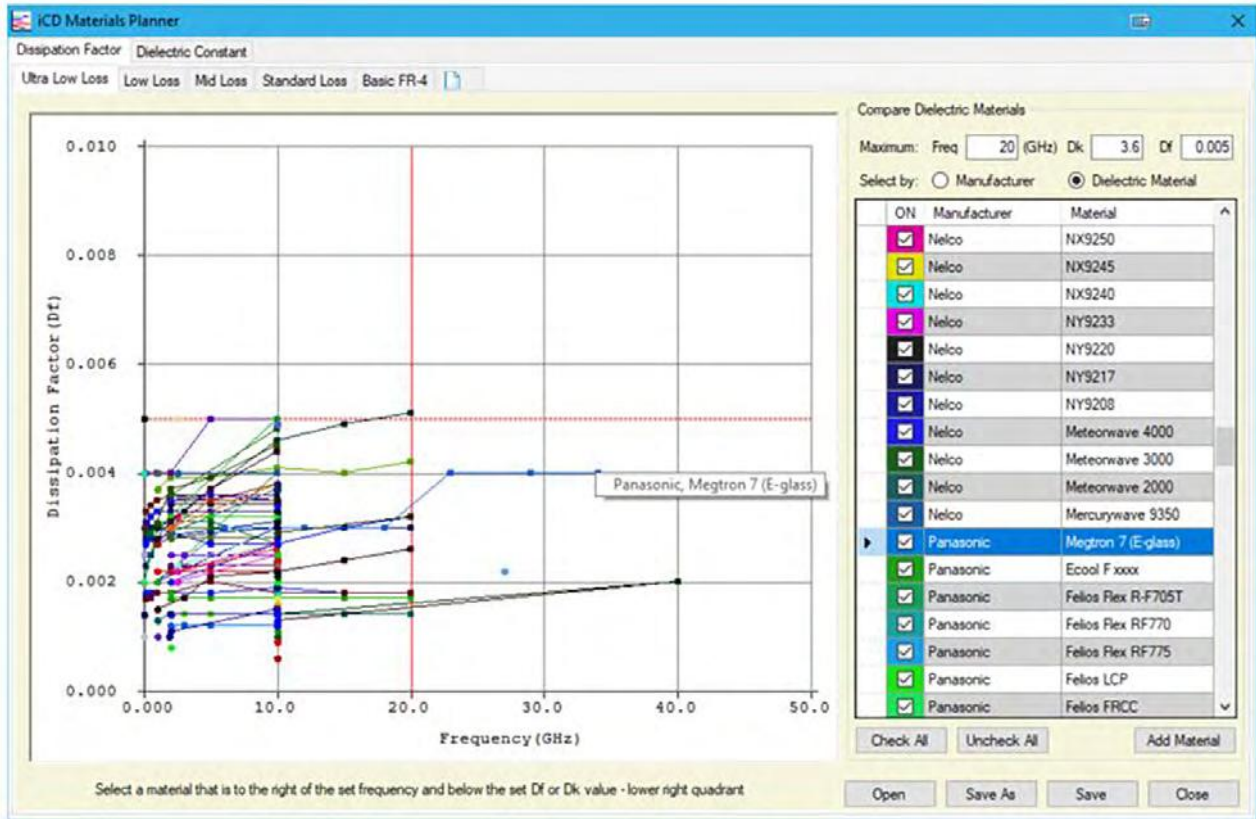 iCD Materials Planner
Dissipation Factor Dielectric Constant
Ultra Low Loss Low Loss Mid Loss Standard Loss Basic FR-4
Compare Dielectric Materials
Maximum: Freq 20 (GHz) Dk 3.6 Df 0.005
Select by: Manufacturer Dielectric Material
ON Manufacturer Material
Nelco NX9250
Nelco NX9245
Nelco NX9240
Nelco NY9233
Nelco NY9220
Nelco NY9217
Nelco NY9208
Nelco Meteorwave 4000
Nelco Meteorwave 3000
Nelco Meteorwave 2000
Nelco Mercurywave 9350
Panasonic Megtron 7 (E-glass)
Panasonic Ecool F xxxx
Panasonic Felios Flex R-F705T
Panasonic Felios Flex RF770
Panasonic Felios Flex RF775
Panasonic Felios LCP
Panasonic Felios FRCC
Check All Uncheck All Add Material
Dissipation Factor(Df)
0.010
0.008
0.006
0.004
0.002
0.000
Panasonic, Megtron 7 (E-glass)
0.000 10.0 20.0 30.0 40.0 50.0
Frequency(GHz)
Select a material that is to the right of the set frequency and below the set Df or Dk value - lower right quadrant
Open Save As Save Close